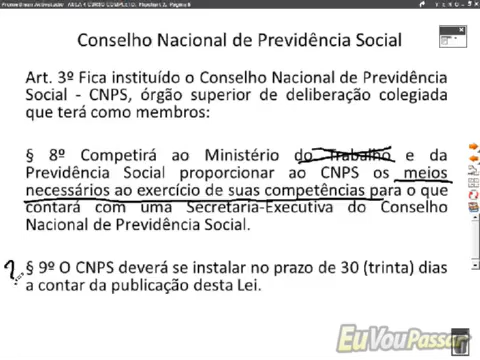 Conselho Nacional de Previdência Social
Art. 3º Fica instituído o Conselho Nacional de Previdência
Social - CNPS, órgão superior de deliberação colegiada
que terá como membros:
§ 8º Competirá ao Ministério do Trabalho e da
Previdência Social proporcionar ao CNPS os meios
necessários ao exercício de suas competências para o que
contará com uma Secretaria-Executiva do Conselho
Nacional de Previdência Social.
§ 9º O CNPS deverá se instalar no prazo de 30 (trinta) dias
a contar da publicação desta Lei.
EuVouPassar